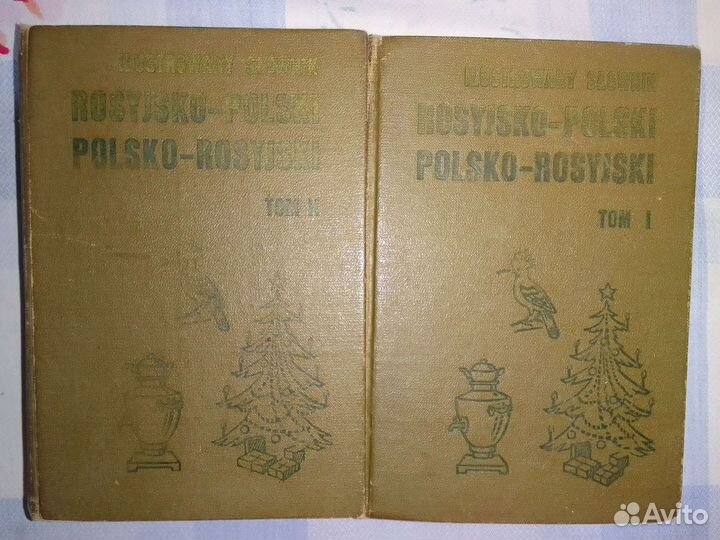 ILUSTROWANY SŁOWNIK
ROSYJSKO-POLSKI
POLSKO-ROSYJSKI
TOM II
ILUSTROWANY SŁOWNIK
ROSYJSKO-POLSKI
POLSKO-ROSYJSKI
TOM I
Avito